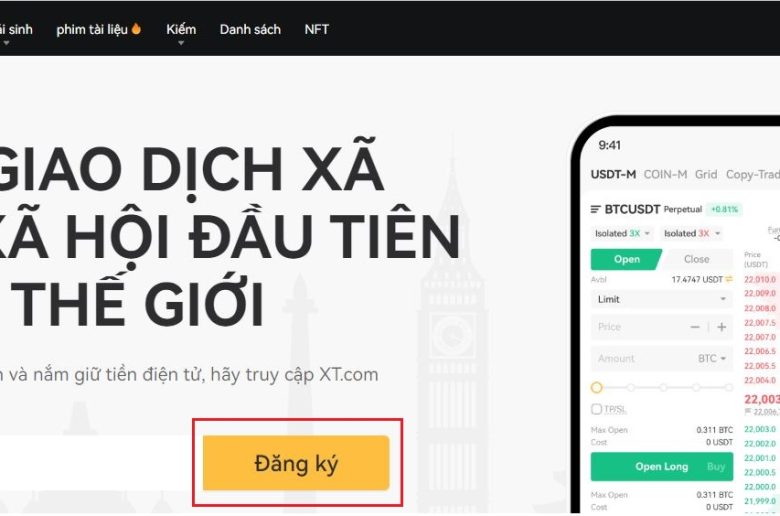 i sinh
phim tài liệu
Kiếm
Danh sách
NFT
GIAO DỊCH XÃ
XÃ HỘI ĐẦU TIÊN
THẾ GIỚI
n và nắm giữ tiền điện tử, hãy truy cập XT.com
Đăng ký
9:41
USDT-M COIN-M Grid Copy-Trad
BTCUSDT Perpetual +0.81%
Isolated 3X Isolated 3X
Open Close
Price
(USDT)
Avbl 17.4747 USDT
22,010.0
Limit
22,009.0
22,008.0
Price − | +
22,007.5
22,007.0
Amount BTC
22,006.5
22,005.5
22,004.0
22,003
TP/SL
≈ 22,006.
Max Open 0.311 BTC
22,003.0
Cost 0 USDT
22,002.0
22,001.0
Open Long Buy
22,000.5
22,000.0
Max Open 0.311 BTC
21,999.0
Cost 0 USDT